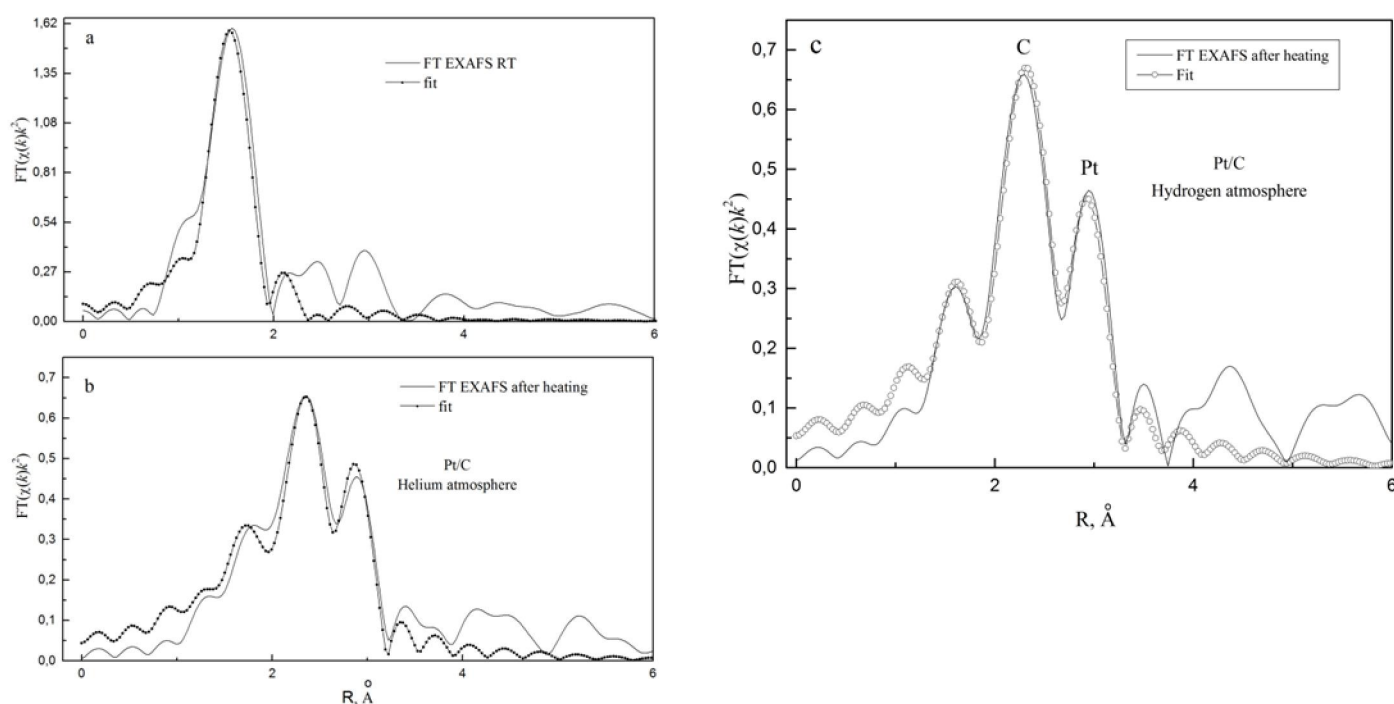 a
1,62
1,35
1,08
0,81
0,54
0,27
0,00
FT(χ(k)k²)
FT EXAFS RT
fit
0
2
4
6
b
0,7
0,6
0,5
0,4
0,3
0,2
0,1
0,0
FT(χ(k)k²)
FT EXAFS after heating
fit
Pt/C
Helium atmosphere
0
2
4
6
R, Å
c
0,7
0,6
0,5
0,4
0,3
0,2
0,1
0,0
FT(χ(k)k²)
C
Pt
FT EXAFS after heating
Fit
Pt/C
Hydrogen atmosphere
0
2
4
6
R, Å